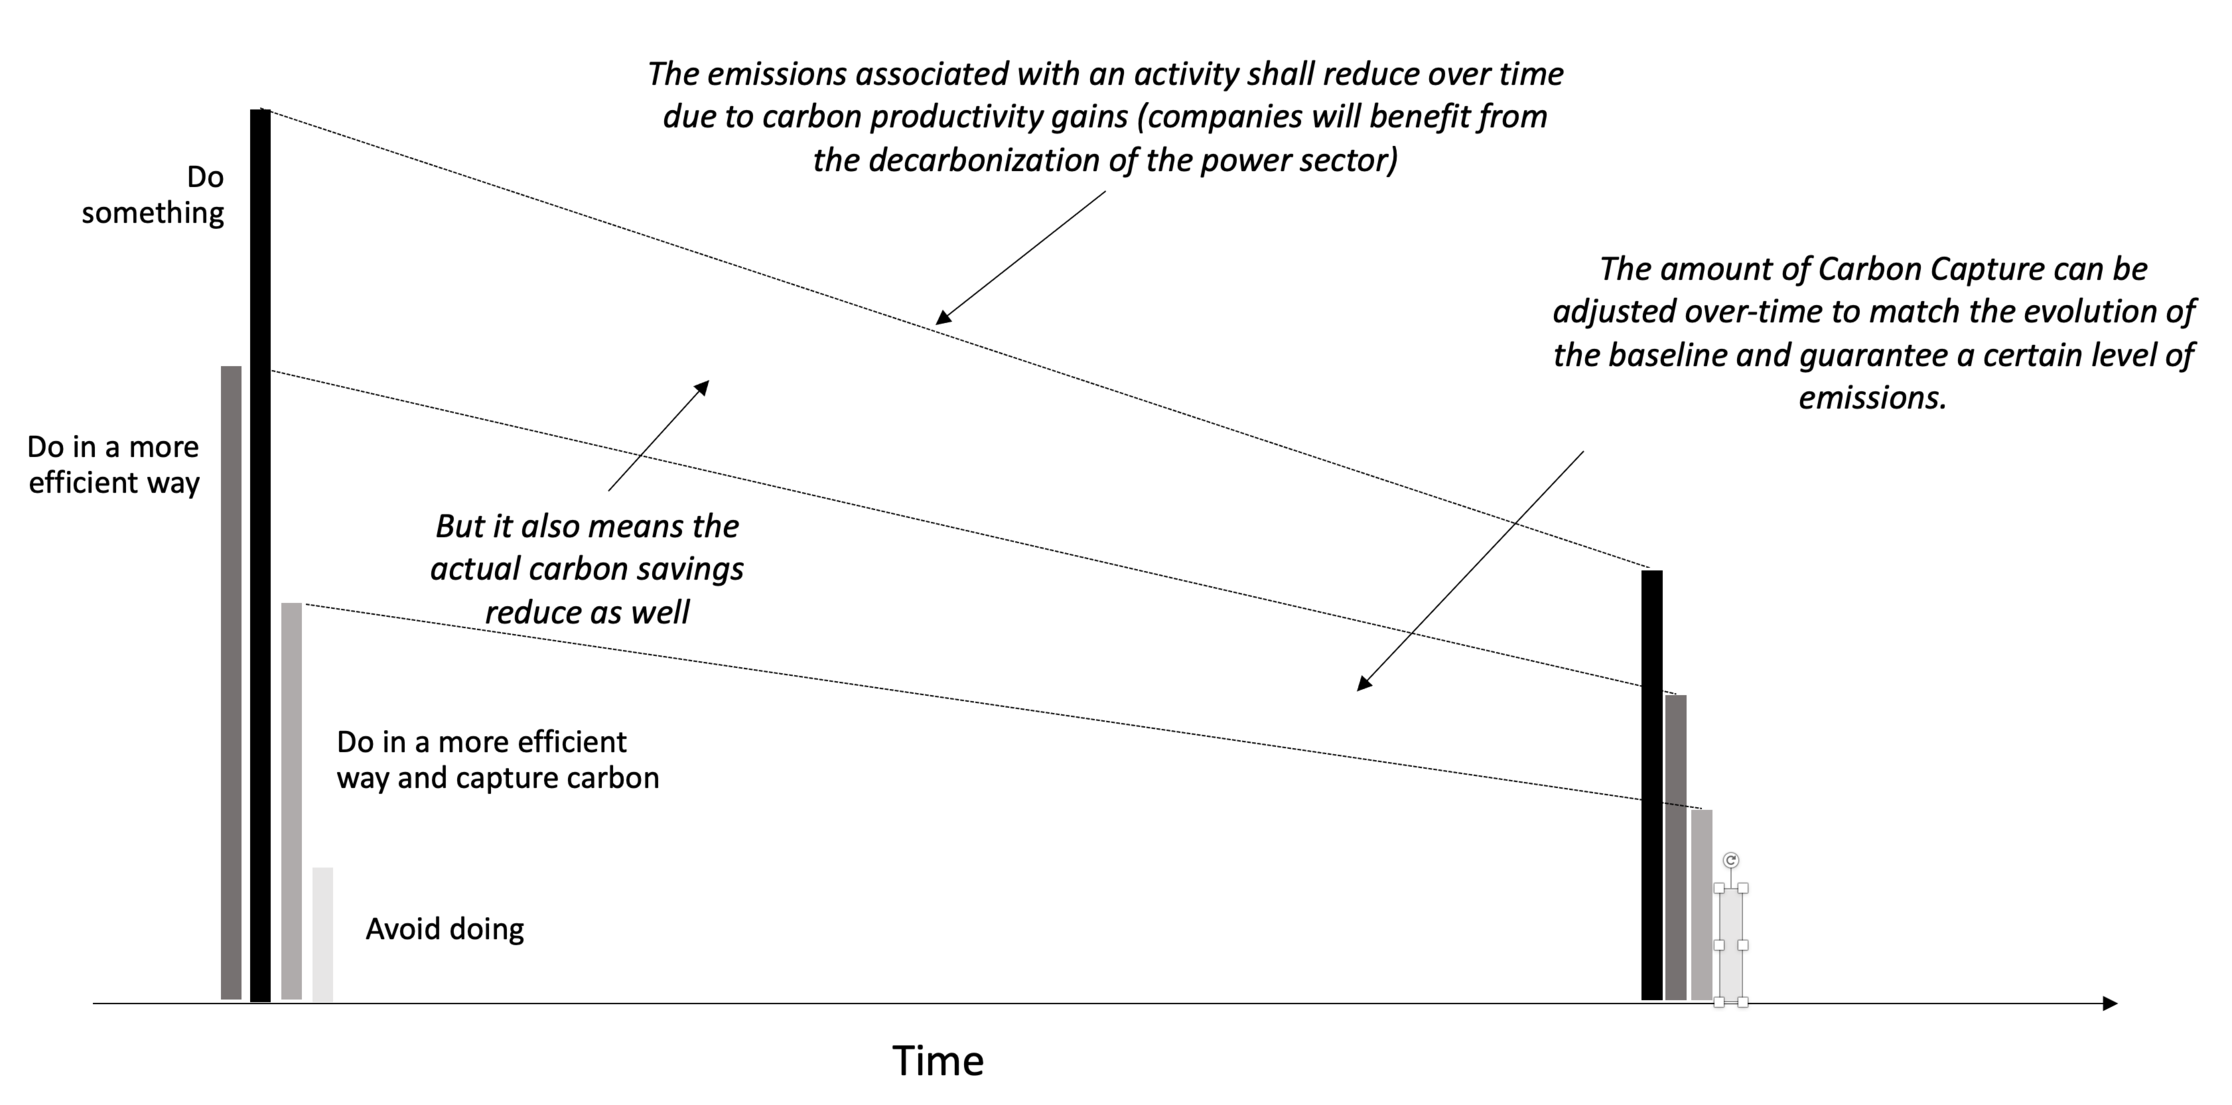 The emissions associated with an activity shall reduce over time
due to carbon productivity gains (companies will benefit from
the decarbonization of the power sector)
Do
something
The amount of Carbon Capture can be
adjusted over-time to match the evolution of
the baseline and guarantee a certain level of
emissions.
Do in a more
efficient way
But it also means the
actual carbon savings
reduce as well
Do in a more efficient
way and capture carbon
Avoid doing
Time